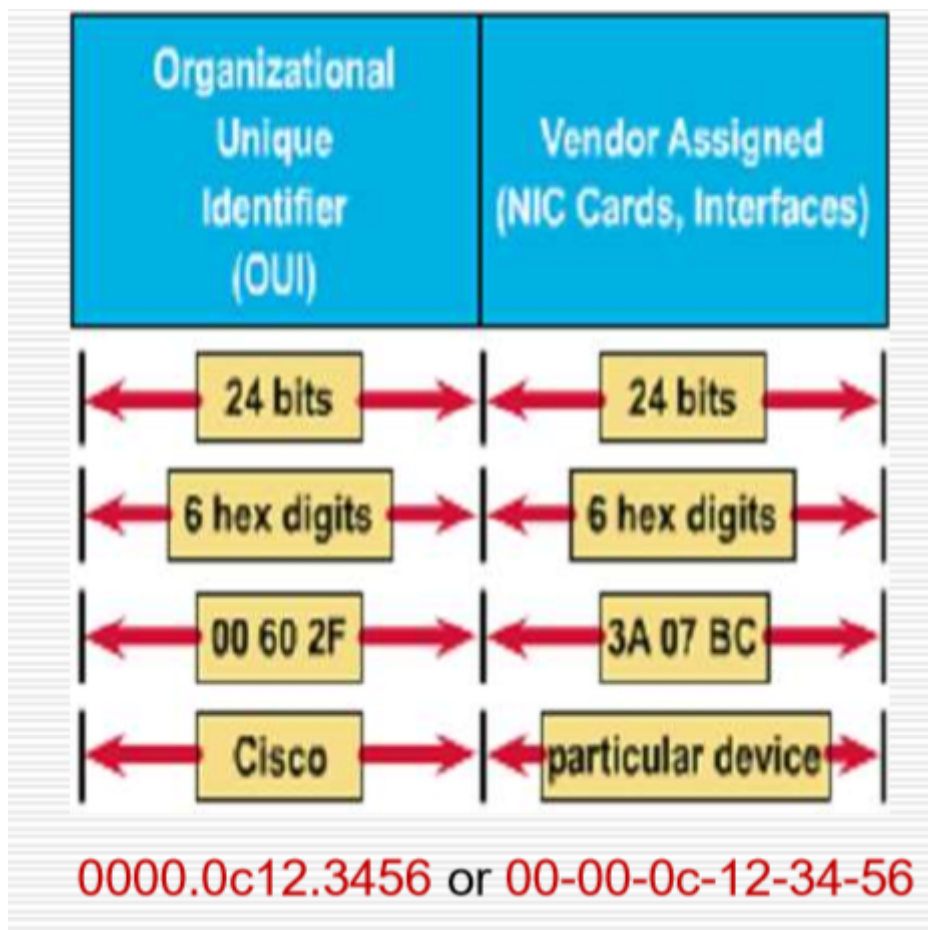 Organizational
Unique
Identifier
(OUI)
Vendor Assigned
(NIC Cards, Interfaces)
24 bits
24 bits
6 hex digits
6 hex digits
00 60 2F
3A 07 BC
Cisco
particular device
0000.0c12.3456 or 00-00-0c-12-34-56